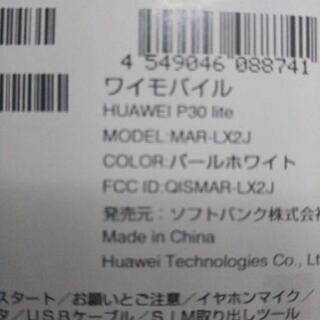 4 549046 088741
ワイモバイル
HUAWEI P30 lite
MODEL:MAR-LX2J
COLOR:パールホワイト
FCC ID:QISMAR-LX2J
発売元：ソフトバンク株式会
Made in China
Huawei Technologies Co., Lt
スタート／お願いとご注意／イヤホンマイク／
／USBケーブル／SIM取り出しツール